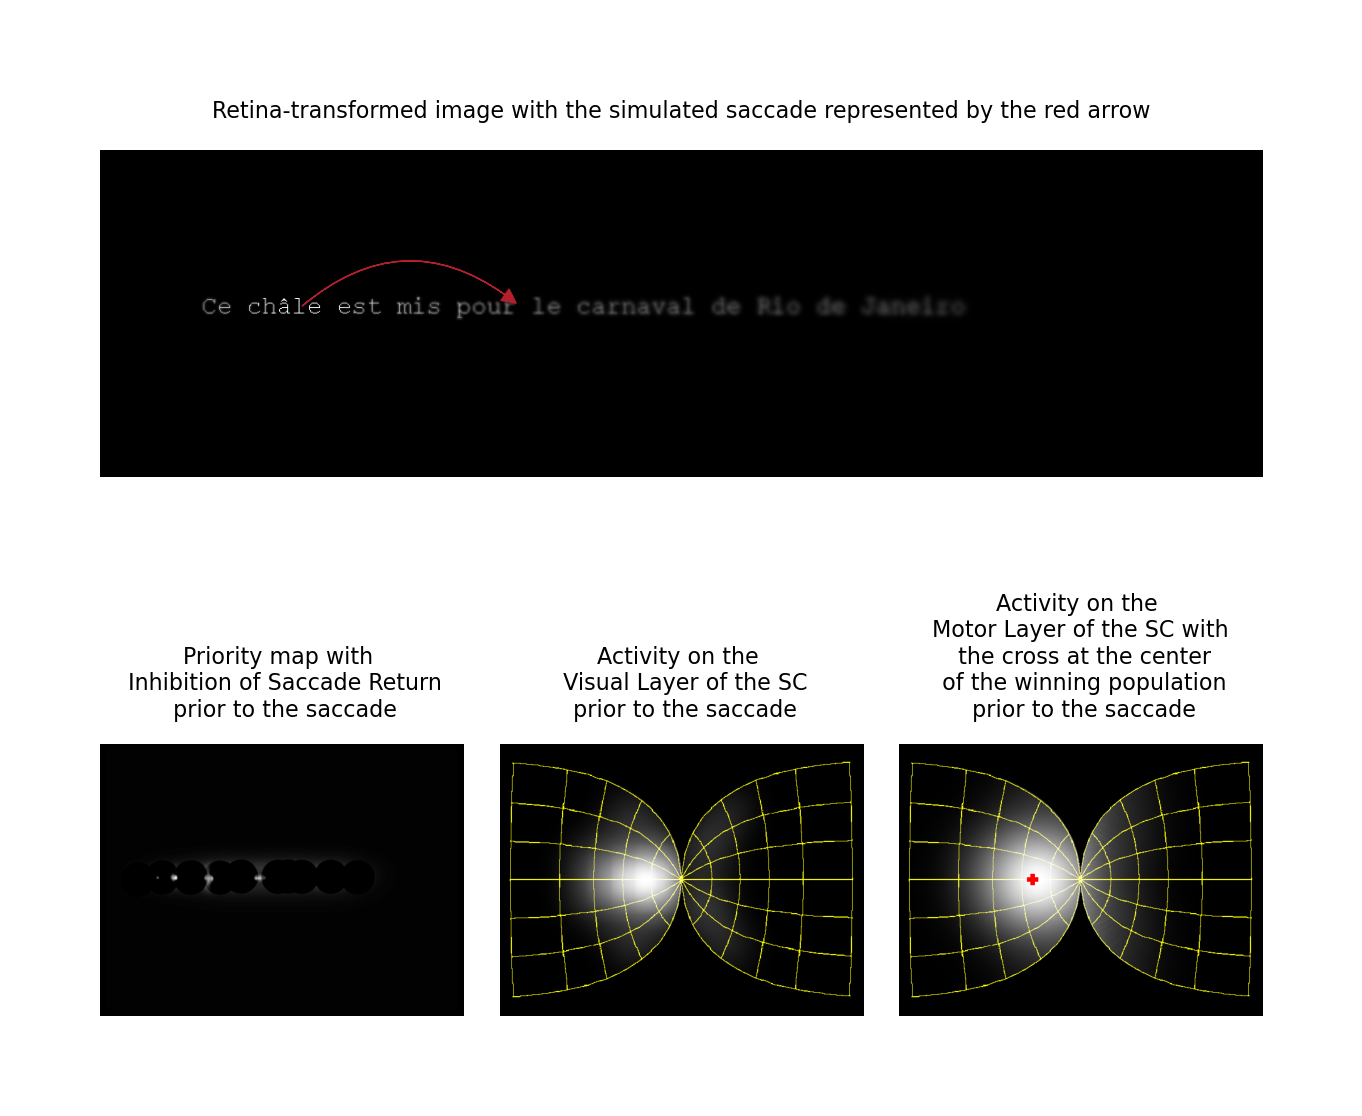 Retina-transformed image with the simulated saccade represented by the red arrow
Ce châle est mis pour le carnaval de Rio de Janeiro
Priority map with
Inhibition of Saccade Return
prior to the saccade
Activity on the
Visual Layer of the SC
prior to the saccade
Activity on the
Motor Layer of the SC with
the cross at the center
of the winning population
prior to the saccade